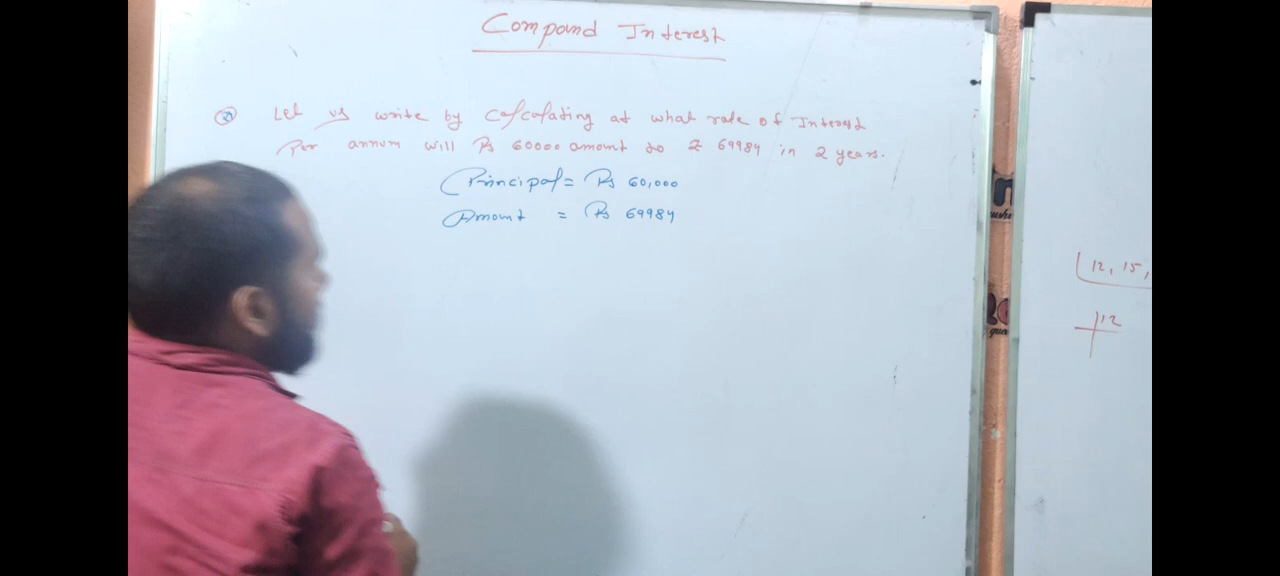 Compound Interest
Let us write by calculating at what rate of Interest
Per annum will Rs 60000 amount to ₹ 69984 in 2 years.
Principal = Rs 60,000
Amount = Rs 69984
12, 15,
12